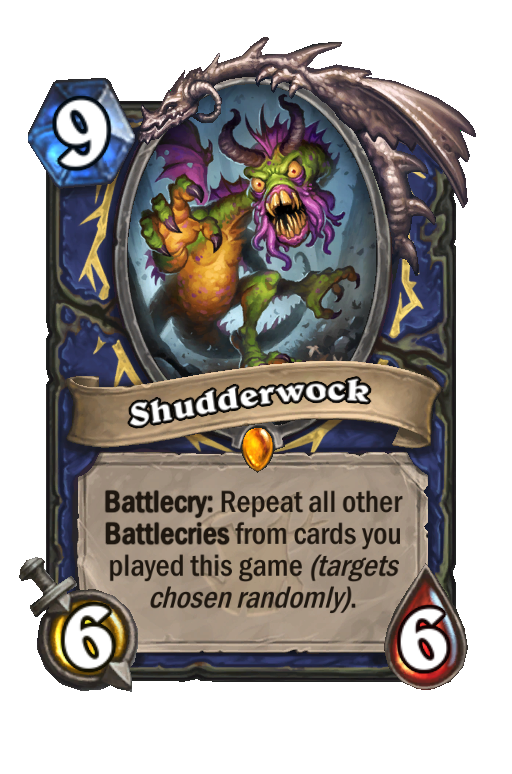 9
Shudderwock
Battlecry: Repeat all other
Battlecries from cards you
played this game (targets
chosen randomly).
6
6